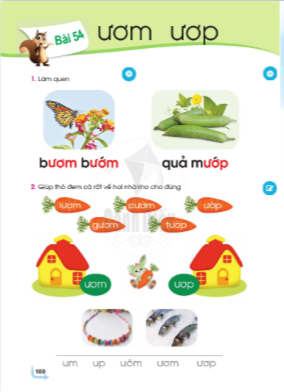 Bài 54
ươm ươp
1. Làm quen
bươm bướm
quả mướp
2. Giúp thỏ đem cà rốt về hai nhà kho cho đúng
lượm
cườm
ướp
gươm
tướp
ươm
ươp
um up uôm ươm ươp
100